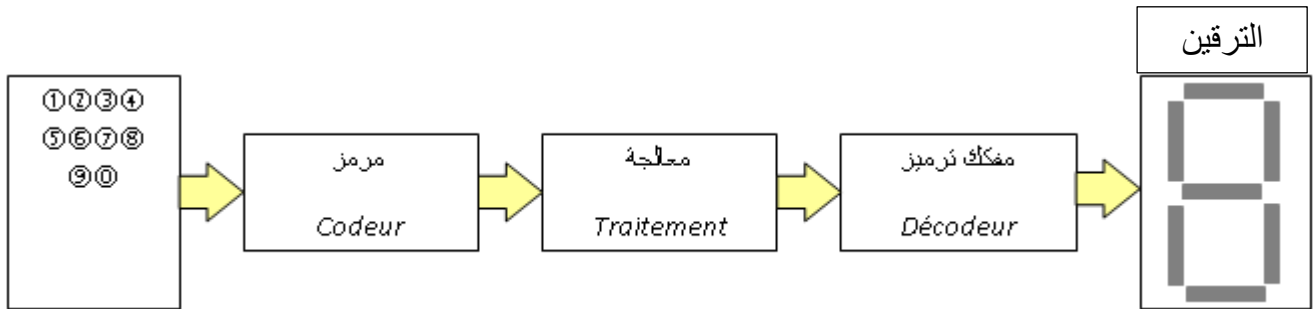 الترقين
①②③④
⑤⑥⑦⑧
⑨⓪
مرمز
Codeur
معالجة
Traitement
مفكك ترميز
Décodeur